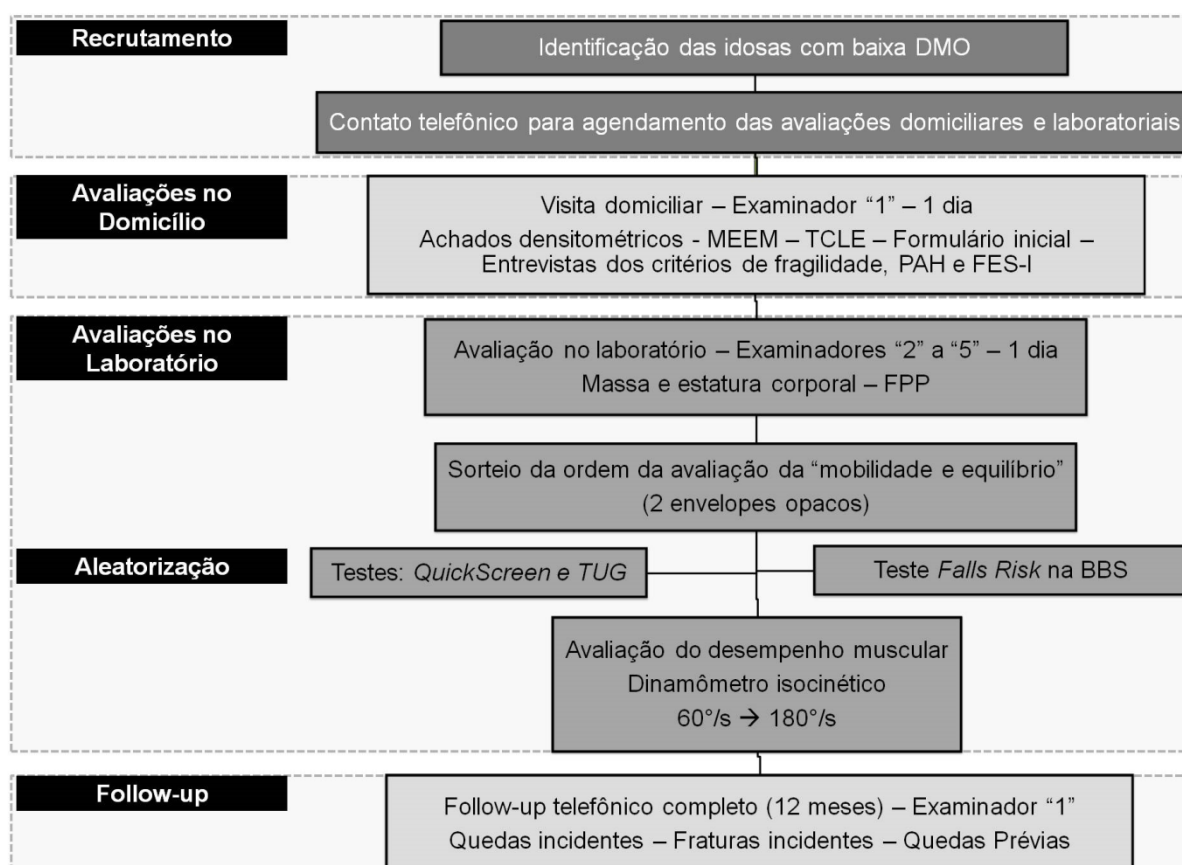 Recrutamento
Identificação das idosas com baixa DMO
Contato telefônico para agendamento das avaliações domiciliares e laboratoriais
Avaliações no
Domicílio
Visita domiciliar – Examinador “1” – 1 dia
Achados densitométricos - MEEM – TCLE – Formulário inicial –
Entrevistas dos critérios de fragilidade, PAH e FES-I
Avaliações no
Laboratório
Avaliação no laboratório – Examinadores “2” a “5” – 1 dia
Massa e estatura corporal – FPP
Sorteio da ordem da avaliação da “mobilidade e equilíbrio”
(2 envelopes opacos)
Aleatorização
Testes: QuickScreen e TUG
Teste Falls Risk na BBS
Avaliação do desempenho muscular
Dinamômetro isocinético
60°/s → 180°/s
Follow-up
Follow-up telefônico completo (12 meses) – Examinador “1”
Quedas incidentes – Fraturas incidentes – Quedas Prévias